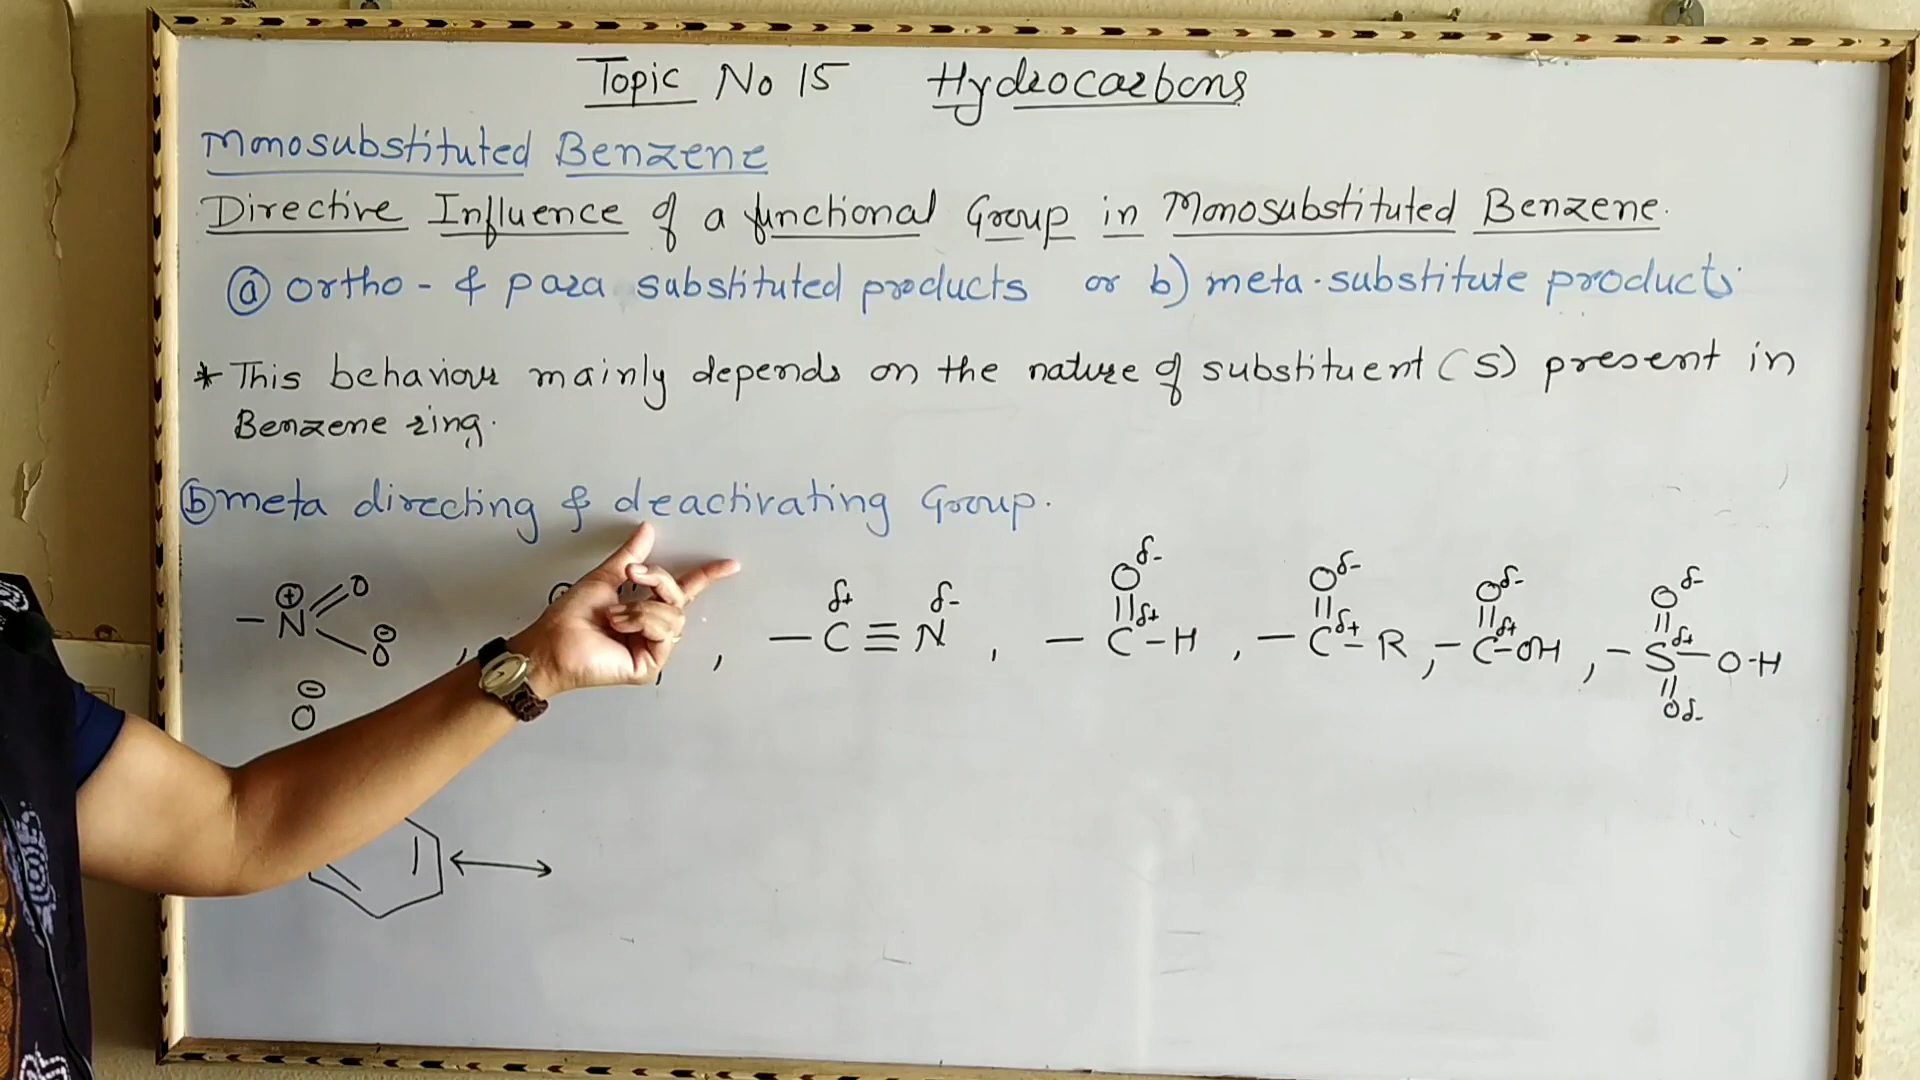 Topic No 15 Hydrocarbons
Monosubstituted Benzene
Directive Influence of a functional Group in Monosubstituted Benzene.
(a) ortho - & para substituted products or b) meta-substitute products
* This behaviour mainly depends on the nature of substituent (S) present in
Benzene ring.
(b) meta directing & deactivating Group.
δ- δ- δ- δ-
⊕ O δ+ δ- O O O O
-N ⊖ , , -C≡N , -C-H δ+ , -C-R δ+ , -C-OH δ+ , -S-O-H δ+
O Oδ-
⊖
O